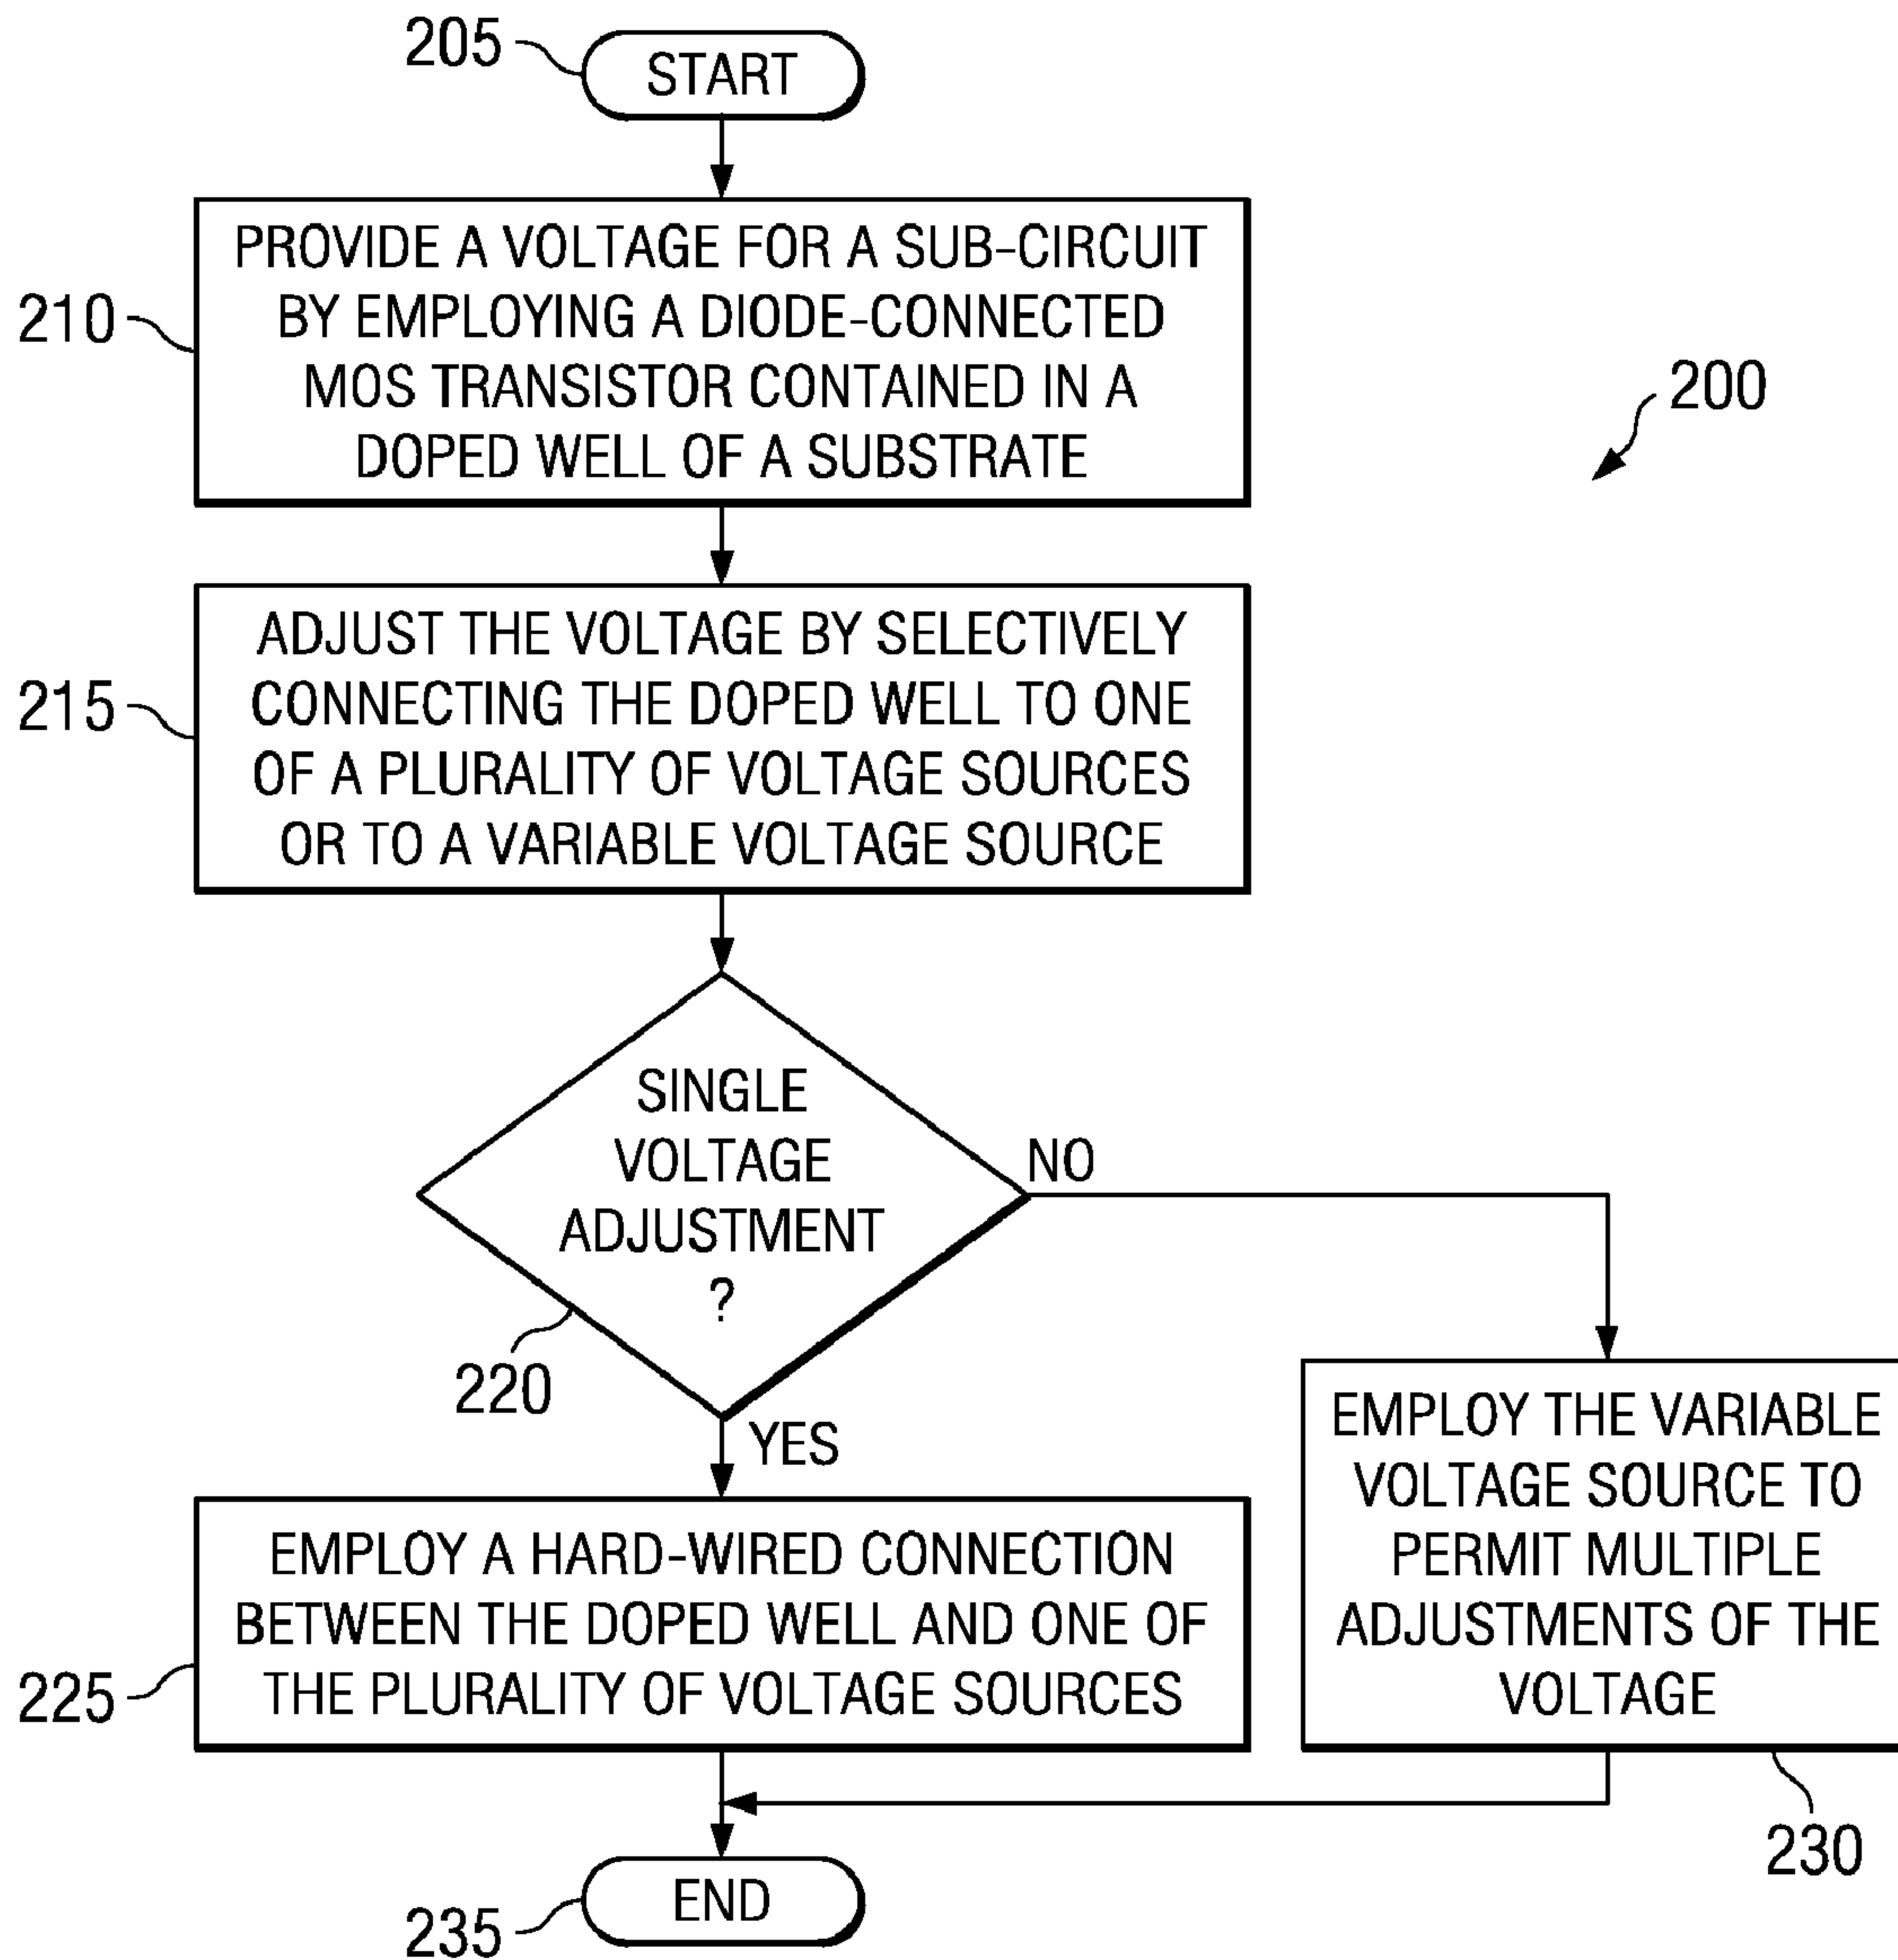 205
START
210
PROVIDE A VOLTAGE FOR A SUB-CIRCUIT
BY EMPLOYING A DIODE-CONNECTED
MOS TRANSISTOR CONTAINED IN A
DOPED WELL OF A SUBSTRATE
200
215
ADJUST THE VOLTAGE BY SELECTIVELY
CONNECTING THE DOPED WELL TO ONE
OF A PLURALITY OF VOLTAGE SOURCES
OR TO A VARIABLE VOLTAGE SOURCE
SINGLE
VOLTAGE
ADJUSTMENT
?
NO
220
YES
225
EMPLOY A HARD-WIRED CONNECTION
BETWEEN THE DOPED WELL AND ONE OF
THE PLURALITY OF VOLTAGE SOURCES
EMPLOY THE VARIABLE
VOLTAGE SOURCE TO
PERMIT MULTIPLE
ADJUSTMENTS OF THE
VOLTAGE
230
235
END